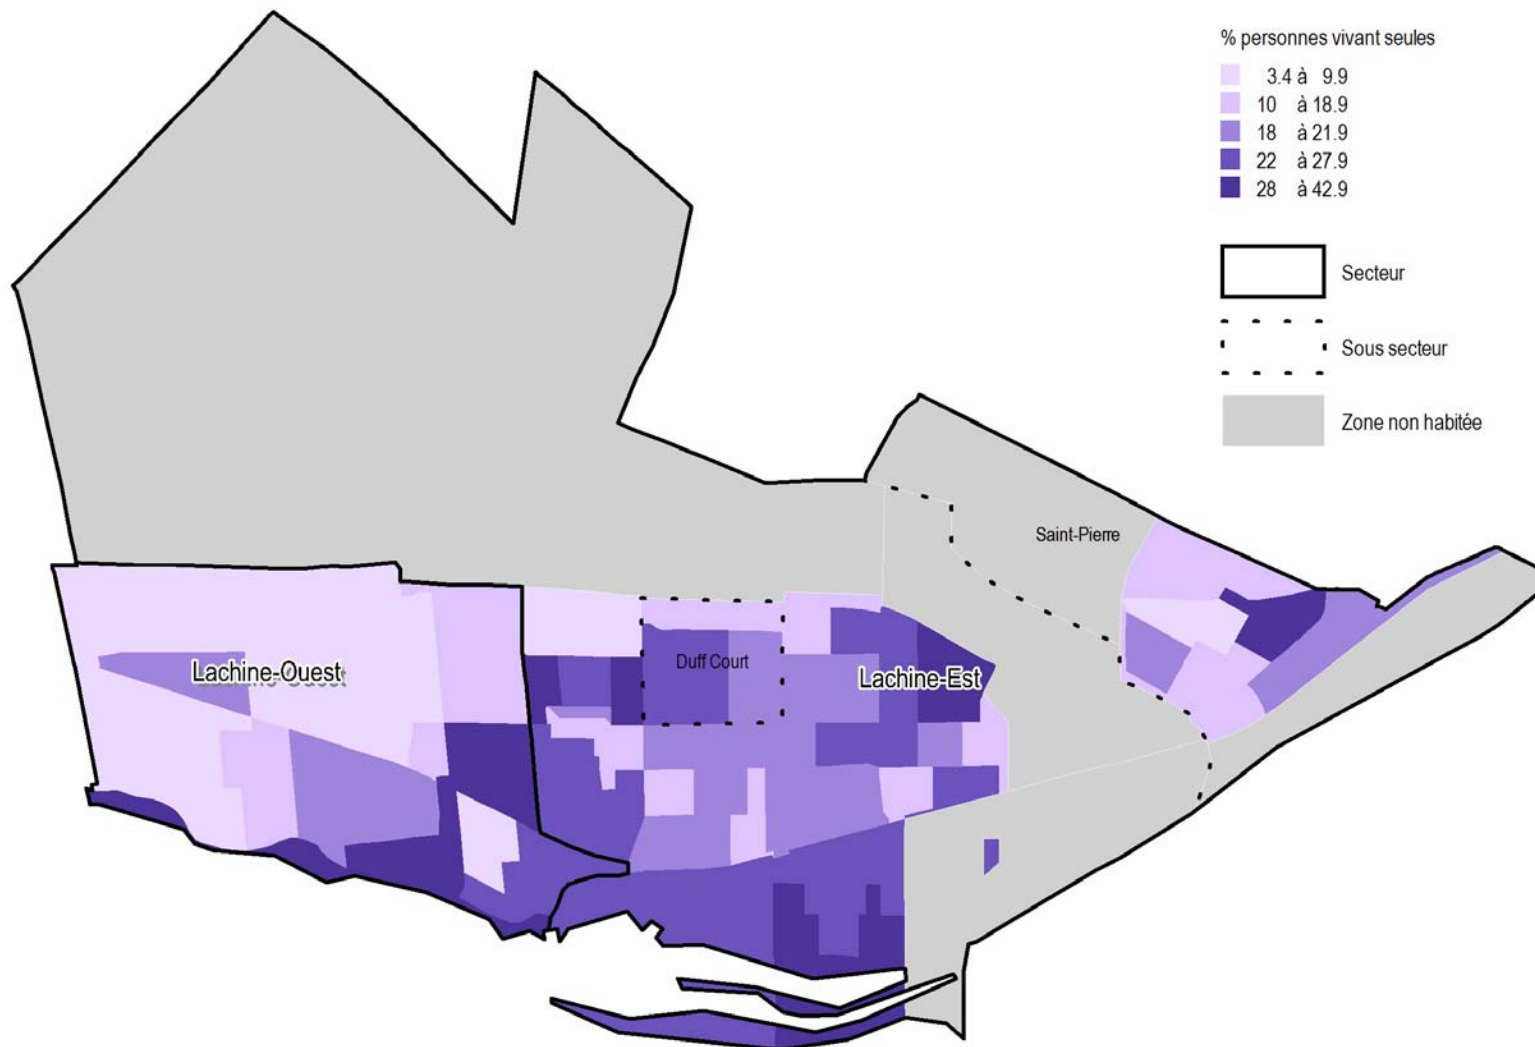 % personnes vivant seules
3.4 à 9.9
10 à 18.9
18 à 21.9
22 à 27.9
28 à 42.9
Secteur
Sous secteur
Zone non habitée
Saint-Pierre
Duff Court
Lachine-Ouest
Lachine-Est